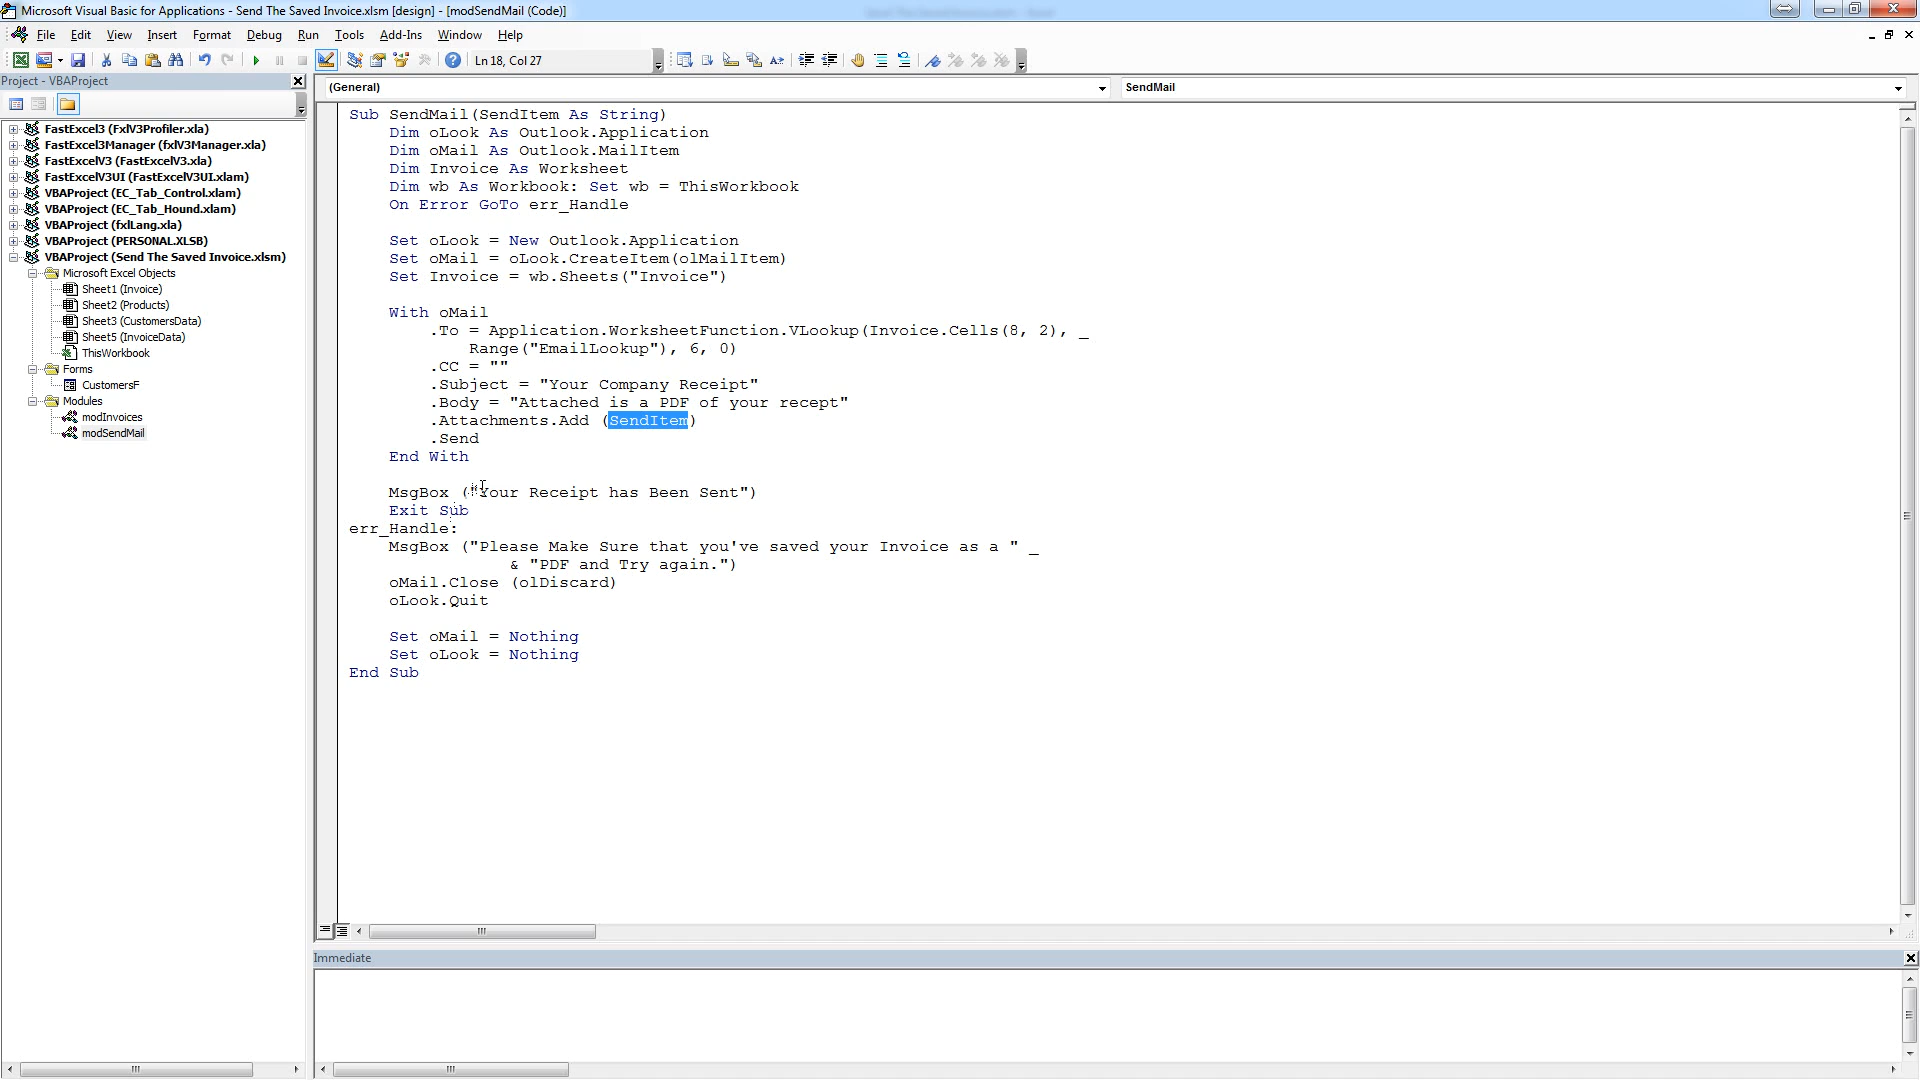 Microsoft Visual Basic for Applications - Send The Saved Invoice.xlsm [design] - [modSendMail (Code)]
File Edit View Insert Format Debug Run Tools Add-Ins Window Help
Ln 18, Col 27
Project - VBAProject
(General) SendMail
FastExcel3 (FxlV3Profiler.xla)
FastExcel3Manager (fxlV3Manager.xla)
FastExcelV3 (FastExcelV3.xla)
FastExcelV3UI (FastExcelV3UI.xlam)
VBAProject (EC_Tab_Control.xlam)
VBAProject (EC_Tab_Hound.xlam)
VBAProject (fxlLang.xla)
VBAProject (PERSONAL.XLSB)
VBAProject (Send The Saved Invoice.xlsm)
Microsoft Excel Objects
Sheet1 (Invoice)
Sheet2 (Products)
Sheet3 (CustomersData)
Sheet5 (InvoiceData)
ThisWorkbook
Forms
CustomersF
Modules
modInvoices
modSendMail
Sub SendMail(SendItem As String)
Dim oLook As Outlook.Application
Dim oMail As Outlook.MailItem
Dim Invoice As Worksheet
Dim wb As Workbook: Set wb = ThisWorkbook
On Error GoTo err_Handle
Set oLook = New Outlook.Application
Set oMail = oLook.CreateItem(olMailItem)
Set Invoice = wb.Sheets("Invoice")
With oMail
.To = Application.WorksheetFunction.VLookup(Invoice.Cells(8, 2), _
Range("EmailLookup"), 6, 0)
.CC = ""
.Subject = "Your Company Receipt"
.Body = "Attached is a PDF of your recept"
.Attachments.Add (SendItem)
.Send
End With
MsgBox ("Your Receipt has Been Sent")
Exit Sub
err_Handle:
MsgBox ("Please Make Sure that you've saved your Invoice as a " _
& "PDF and Try again.")
oMail.Close (olDiscard)
oLook.Quit
Set oMail = Nothing
Set oLook = Nothing
End Sub
Immediate